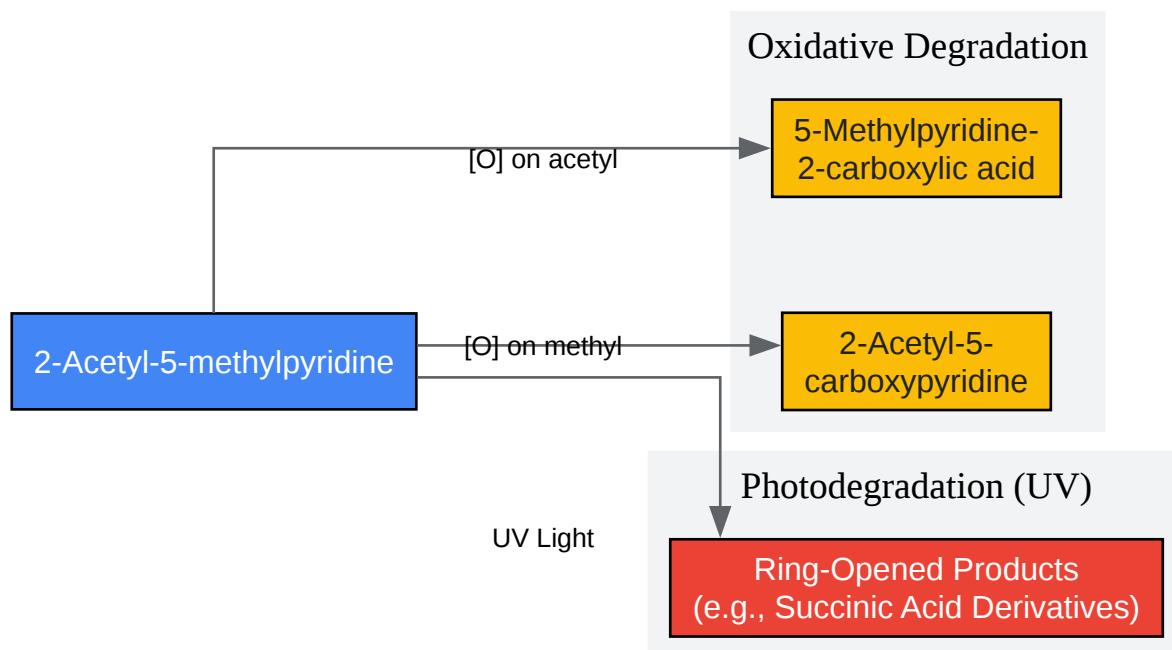 Oxidative Degradation
5-Methylpyridine-
2-carboxylic acid
[O] on acetyl
2-Acetyl-5-methylpyridine
[O] on methyl
2-Acetyl-5-
carboxypyridine
Photodegradation (UV)
UV Light
Ring-Opened Products
(e.g., Succinic Acid Derivatives)